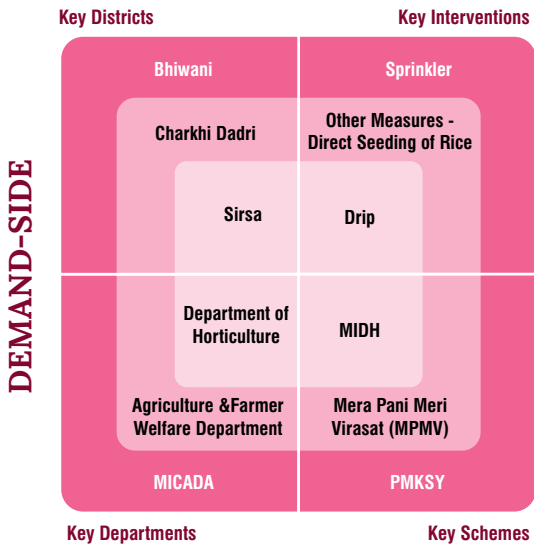 Key Districts
Key Interventions
Bhiwani
Sprinkler
Charkhi Dadri
Other Measures -
Direct Seeding of Rice
Sirsa
Drip
DEMAND-SIDE
Department of
Horticulture
MIDH
Agriculture &Farmer
Welfare Department
Mera Pani Meri
Virasat (MPMV)
MICADA
PMKSY
Key Departments
Key Schemes